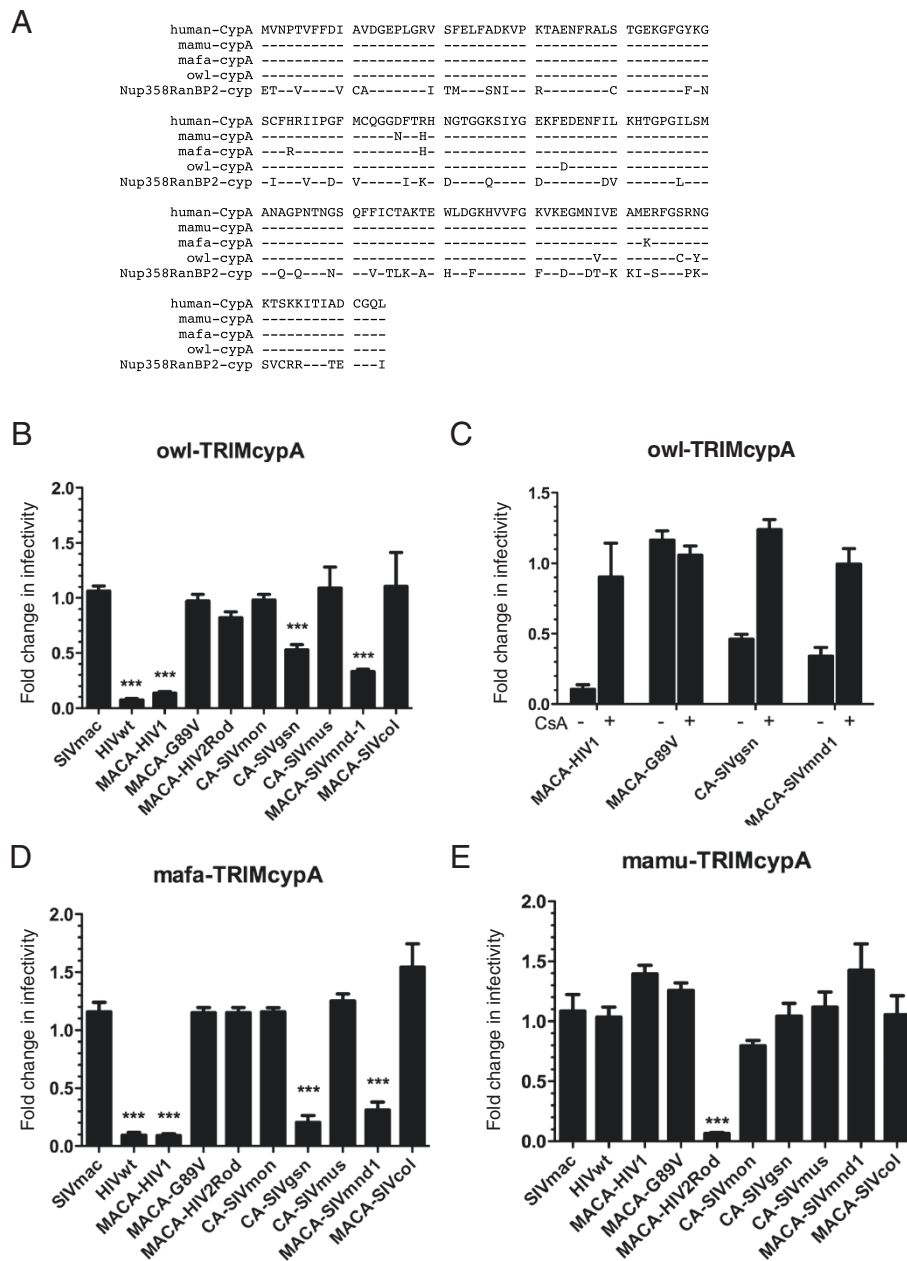 A
human-CypA MVNPTVFFDI AVDGEPLGRV SFELFADKVP KTAENFRALS TGEKGFGYKG
mamu-cypA ---------- ---------- ---------- ---------- ----------
mafa-cypA ---------- ---------- ---------- ---------- ----------
owl-cypA ---------- ---------- ---------- ---------- ----------
Nup358RanBP2-cyp ET--V----V CA-------I TM---SNI-- R-------C- -------F-N
human-CypA SCFHRIIPGF MCQGGDFTRH NGTGGKSIYG EKFEDENFIL KHTGPGILSM
mamu-cypA ---------- -----N--H- ---------- ---------- ----------
mafa-cypA ---R------ --------H- ---------- ---------- ----------
owl-cypA ---------- ---------- ---------- ---D------ ----------
Nup358RanBP2-cyp -I---V--D- V-----I-K- D----Q---- D-------DV- ------L---
human-CypA ANAGPNTNGS QFFICTAKTE WLDGKHVVFG KVKEGMNIVE AMERFGSRNG
mamu-cypA ---------- ---------- ---------- ---------- ----------
mafa-cypA ---------- ---------- ---------- ---------- --K-------
owl-cypA ---------- ---------- ---------- -------V-- ------C-Y-
Nup358RanBP2-cyp --Q-Q---N- --V-TLK-A- H--F------ F--D--DT-K KI-S---PK-
human-CypA KTSKKITIAD CGQL
mamu-cypA ---------- ----
mafa-cypA ---------- ----
owl-cypA ---------- ----
Nup358RanBP2-cyp SVCRR---TE ---I
B
owl-TRIMcypA
Fold change in infectivity
2.0
1.5
1.0
0.5
0.0
*** *** *** ***
SIVmac
HIVwt
MACA-HIV1
MACA-G89V
MACA-HIV2Rod
CA-SIVmon
CA-SIVgsn
CA-SIVmus
MACA-SIVmnd-1
MACA-SIVcol
C
owl-TRIMcypA
Fold change in infectivity
1.5
1.0
0.5
0.0
CsA - + - + - + - +
MACA-HIV1
MACA-G89V
CA-SIVgsn
MACA-SIVmnd1
D
mafa-TRIMcypA
Fold change in infectivity
2.0
1.5
1.0
0.5
0.0
*** *** *** ***
SIVmac
HIVwt
MACA-HIV1
MACA-G89V
MACA-HIV2Rod
CA-SIVmon
CA-SIVgsn
CA-SIVmus
MACA-SIVmnd1
MACA-SIVcol
E
mamu-TRIMcypA
Fold change in infectivity
2.0
1.5
1.0
0.5
0.0
***
SIVmac
HIVwt
MACA-HIV1
MACA-G89V
MACA-HIV2Rod
CA-SIVmon
CA-SIVgsn
CA-SIVmus
MACA-SIVmnd1
MACA-SIVcol